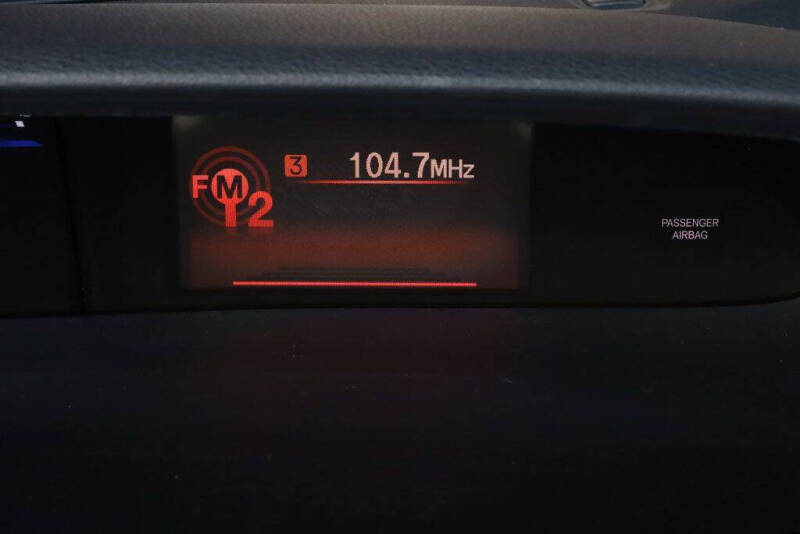 3 104.7MHz
FM2
PASSENGER
AIRBAG